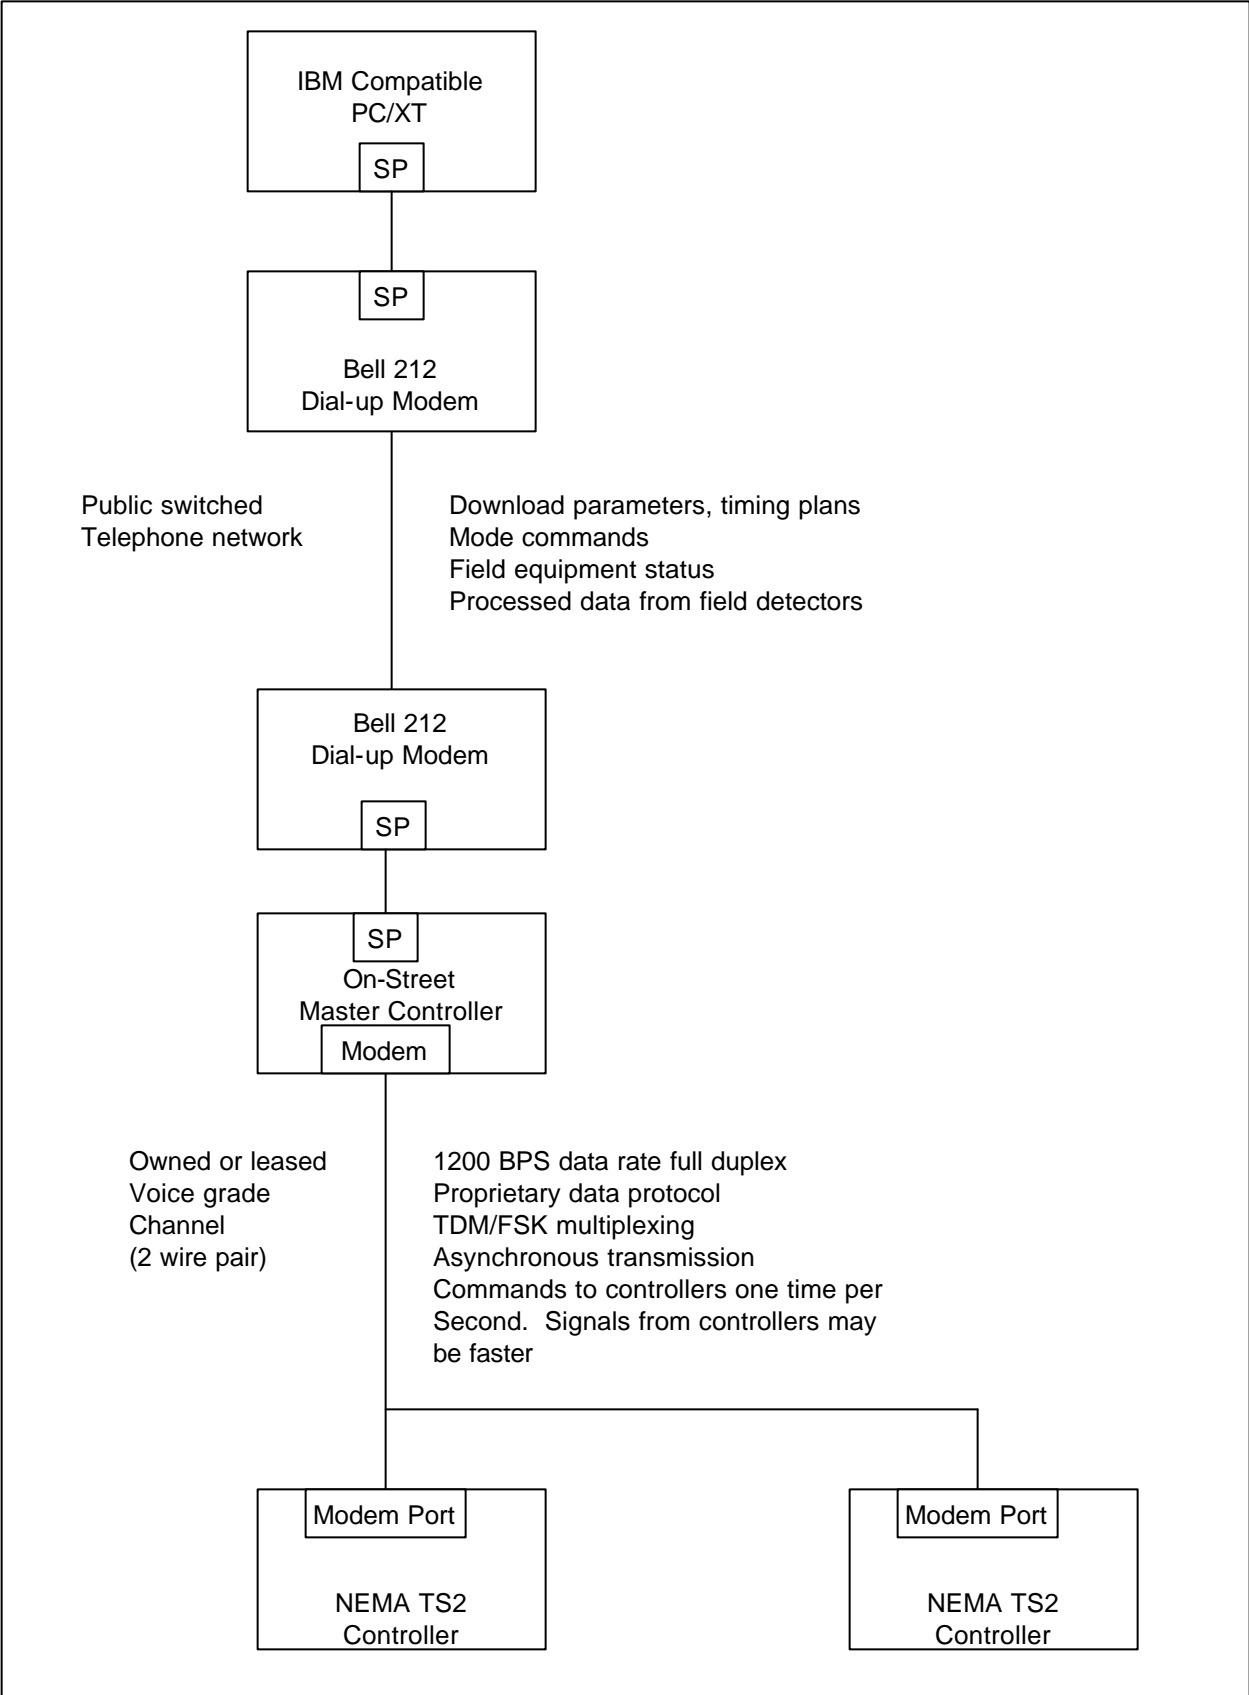 IBM Compatible
PC/XT
SP
SP
Bell 212
Dial-up Modem
Public switched
Telephone network
Download parameters, timing plans
Mode commands
Field equipment status
Processed data from field detectors
Bell 212
Dial-up Modem
SP
SP
On-Street
Master Controller
Modem
Owned or leased
Voice grade
Channel
(2 wire pair)
1200 BPS data rate full duplex
Proprietary data protocol
TDM/FSK multiplexing
Asynchronous transmission
Commands to controllers one time per
Second.  Signals from controllers may
be faster
Modem Port
NEMA TS2
Controller
Modem Port
NEMA TS2
Controller